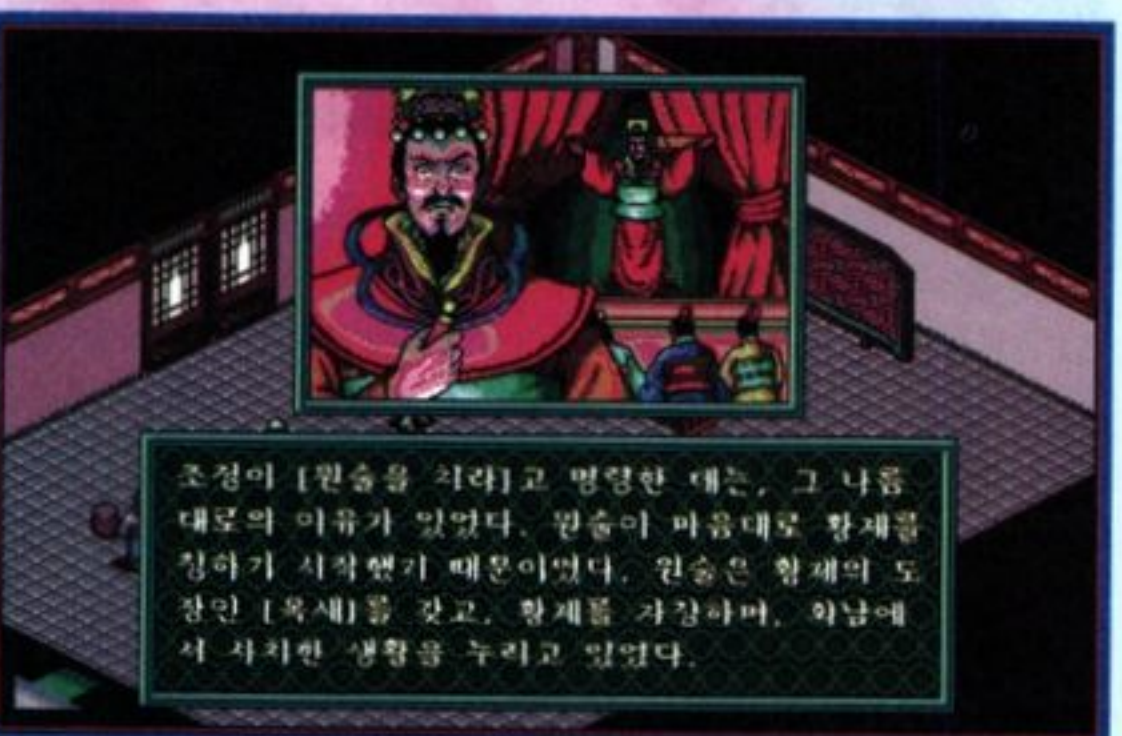 조정이 [원술을 치라]고 명령한 데는, 그 나름
대로의 이유가 있었다. 원술이 마음대로 황제를
칭하기 시작했기 때문이었다. 원술은 황제의 도
장인 [옥새]를 갖고, 황제를 자칭하며, 회남에
서 사치한 생활을 누리고 있었다.